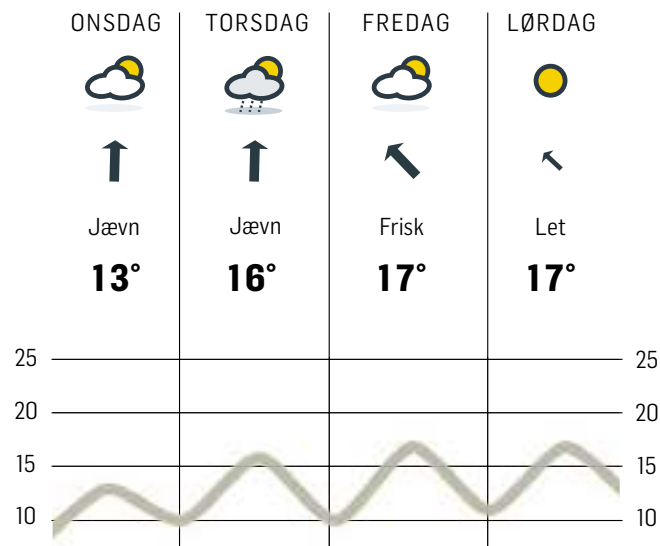 ONSDAG TORSDAG FREDAG LØRDAG
Jævn Jævn Frisk Let
13° 16° 17° 17°
25 25
20 20
15 15
10 10